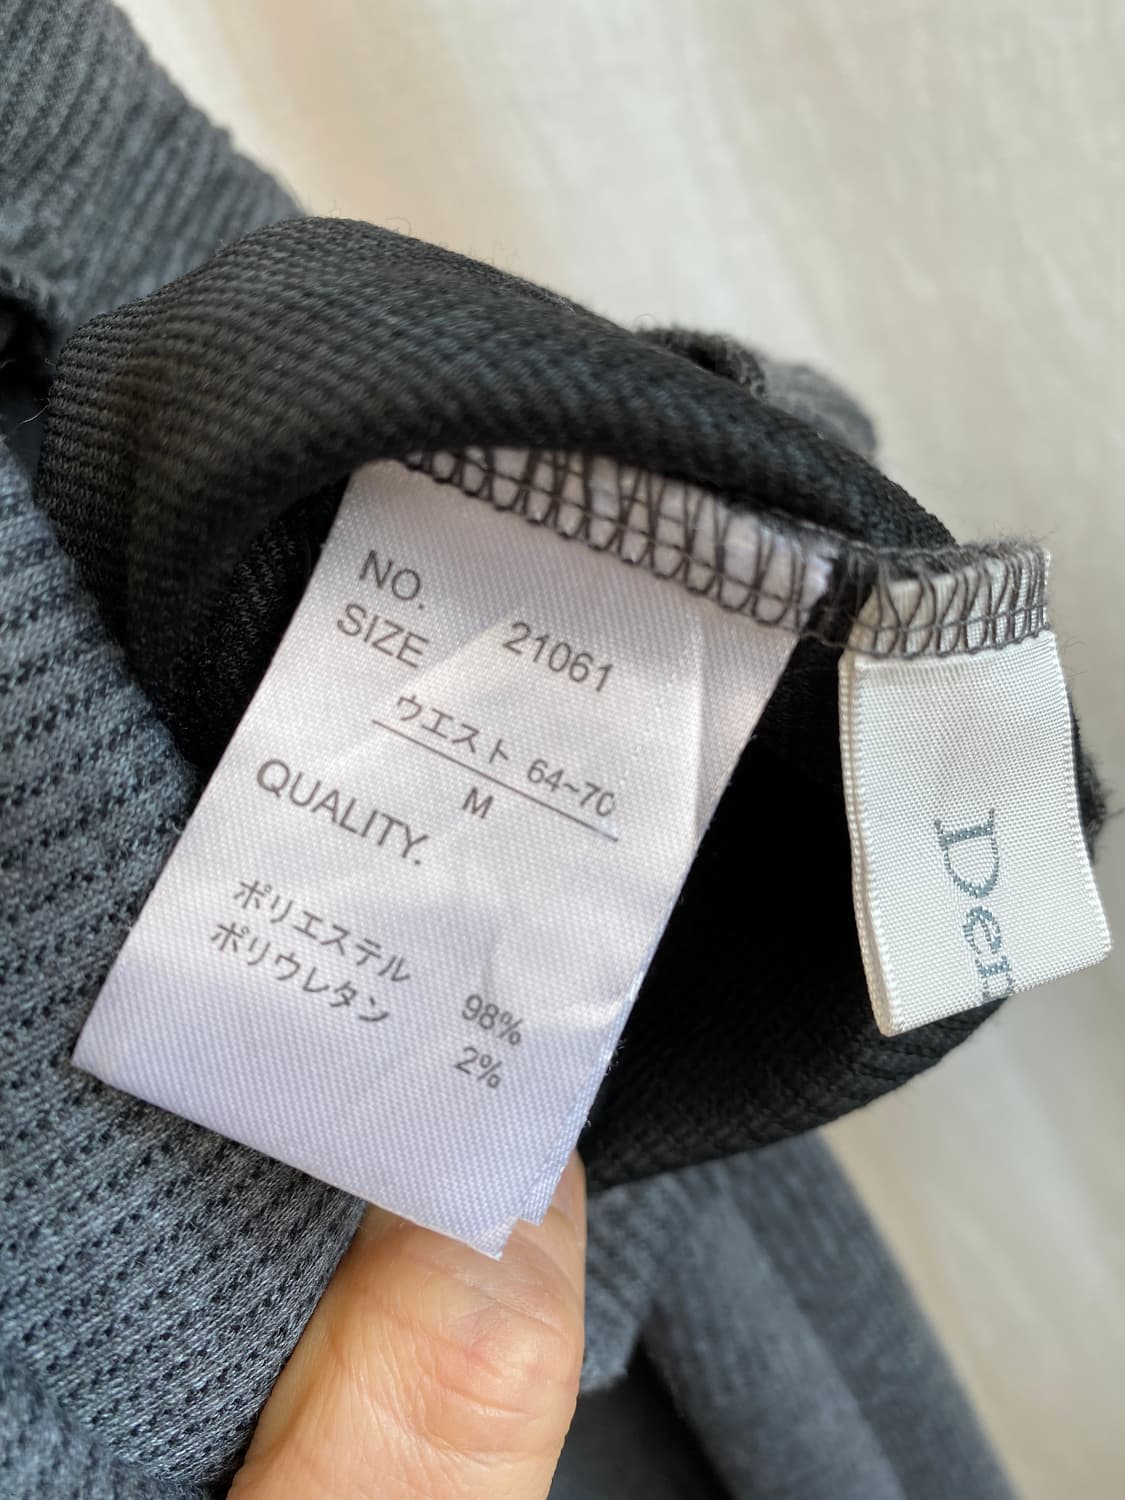 NO. 21061
SIZE
ウエスト 64~70
M
QUALITY.
ポリエステル 98%
ポリウレタン 2%
Der